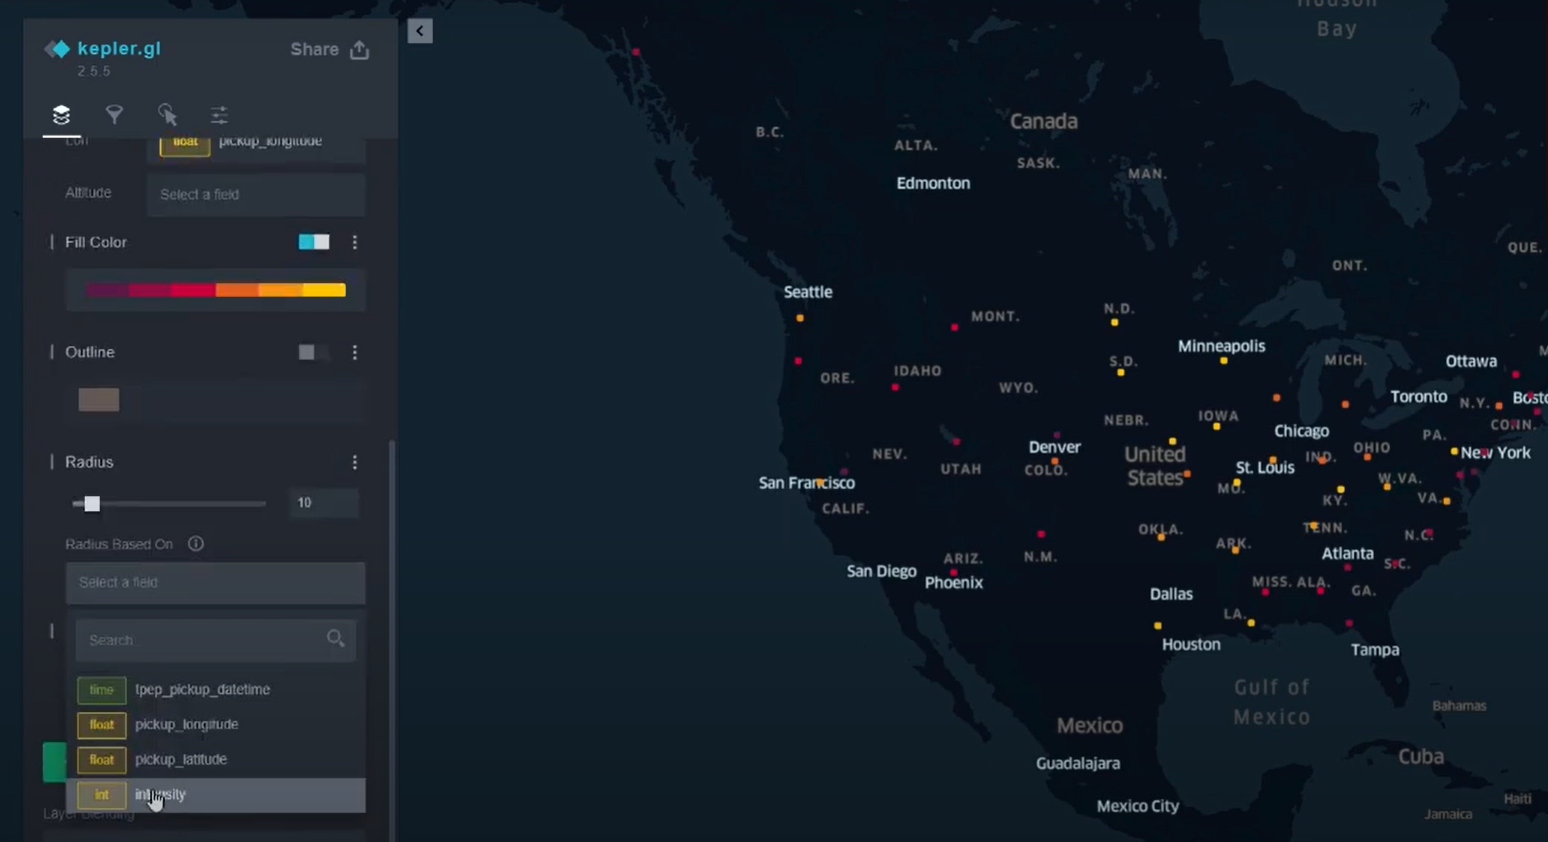 kepler.gl
2.5.5
Share
Lon
float pickup_longitude
Altitude
Select a field
Fill Color
Outline
Radius
10
Radius Based On
Select a field
Search
time tpep_pickup_datetime
float pickup_longitude
float pickup_latitude
int intensity
Layer Blending
Hudson
Bay
Canada
B.C.
ALTA.
SASK.
MAN.
Edmonton
QUE.
ONT.
Seattle
MONT.
N.D.
Minneapolis
MICH.
Ottawa
S.D.
IDAHO
ORE.
WYO.
Toronto
N.Y.
Bost
NEBR.
IOWA
Chicago
CONN.
PA.
Denver
NEV.
UTAH
COLO.
United
States
St. Louis
IND.
OHIO
New York
San Francisco
MO.
W.VA.
KY.
VA.
CALIF.
OKLA.
TENN.
N.C.
ARIZ.
N.M.
ARK.
Atlanta
S.C.
San Diego
Phoenix
MISS.
ALA.
GA.
Dallas
LA.
Houston
Tampa
Gulf of
Mexico
Bahamas
Mexico
Cuba
Guadalajara
Haiti
Mexico City
Jamaica